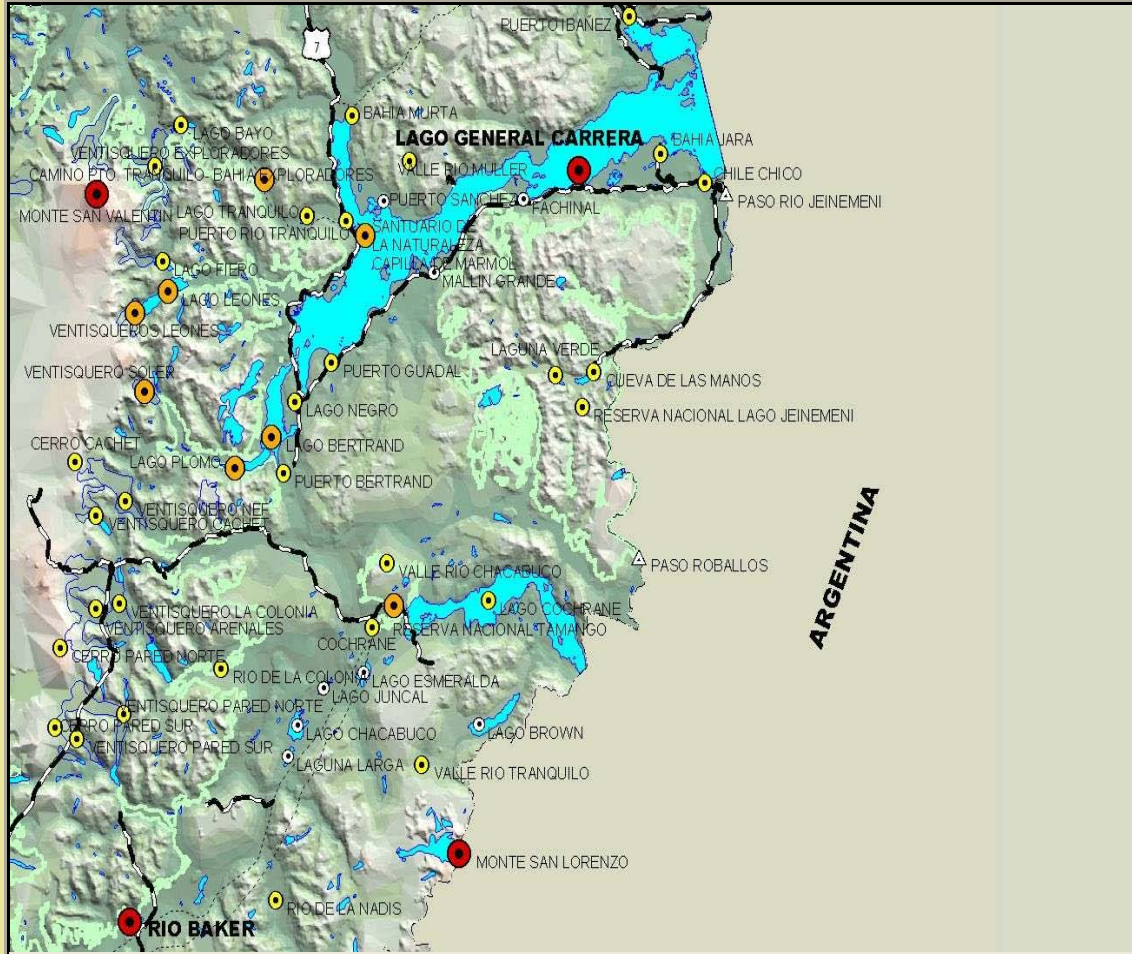 PUERTO IBAÑEZ
7
BAHIA MURTA
LAGO BAYO
LAGO GENERAL CARRERA
BAHIA JARA
VENTISQUERO EXPLORADORES
VALLE RIO MULLER
CAMINO PTO. TRANQUILO- BAHIA EXPLORADORES
CHILE CHICO
MONTE SAN VALENTIN
PUERTO SANCHEZ
FACHINAL
PASO RIO JEINEMENI
LAGO TRANQUILO
PUERTO RIO TRANQUILO
SANTUARIO DE
LA NATURALEZA
CAPILLA DE MARMOL
MALLIN GRANDE
LAGO FIERO
LAGO LEONES
VENTISQUEROS LEONES
LAGUNA VERDE
VENTISQUERO SOLER
PUERTO GUADAL
CUEVA DE LAS MANOS
LAGO NEGRO
RESERVA NACIONAL LAGO JEINEMENI
CERRO CACHET
LAGO BERTRAND
LAGO PLOMO
PUERTO BERTRAND
VENTISQUERO NEF
VENTISQUERO CACHET
ARGENTINA
VALLE RIO CHACABUCO
PASO ROBALLOS
VENTISQUERO LA COLONIA
LAGO COCHRANE
VENTISQUERO ARENALES
RESERVA NACIONAL TAMANGO
COCHRANE
CERRO PARED NORTE
RIO DE LA COLONIA
LAGO ESMERALDA
LAGO JUNCAL
VENTISQUERO PARED NORTE
CERRO PARED SUR
LAGO CHACABUCO
LAGO BROWN
VENTISQUERO PARED SUR
LAGUNA LARGA
VALLE RIO TRANQUILO
MONTE SAN LORENZO
RIO DE LA NADIS
RIO BAKER